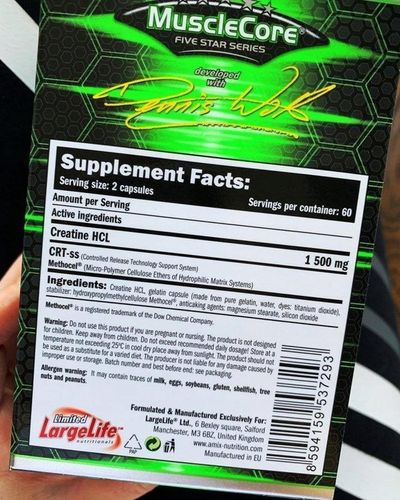 MuscleCore®
FIVE STAR SERIES
developed
with
Dennis Wolf
Supplement Facts:
Serving size: 2 capsules
Servings per container: 60
Amount per Serving
Active ingredients
Creatine HCL 1 500 mg
CRT-ss (Controlled Release Technology Support System)
Methocel® (Micro-Polymer Cellulose Ethers of Hydrophilic Matrix Systems)
Ingredients: Creatine HCL, gelatin capsule (made from pure gelatin, water, dyes: titanium dioxide),
stabilizer: hydroxypropylmethylcellulose Methocel®, anticaking agents: magnesium stearate, silicon dioxide
Methocel® is a registered trademark of the Dow Chemical Company.
Warning: Do not use this product if you are pregnant or nursing. The product is not designed
for children. Keep away from children. Do not exceed recommended daily dosage! Store at a
temperature not exceeding 25°C in cool dry place away from sunlight. The product should not
be used as a substitute for a varied diet. The producer is not liable for any damage caused by
improper use or storage. Batch number and best before end: see packaging.
Allergen warning: It may contain traces of milk, eggs, soybeans, gluten, shellfish, tree
nuts and peanuts.
Limited
LargeLife™
nutritionals
PAP
Formulated & Manufactured Exclusively For:
LargeLife® Ltd., 6 Bexley square, Salford
Manchester, M3 6BZ, United Kingdom
www.amix-nutrition.com
Manufactured in EU
8594159537293